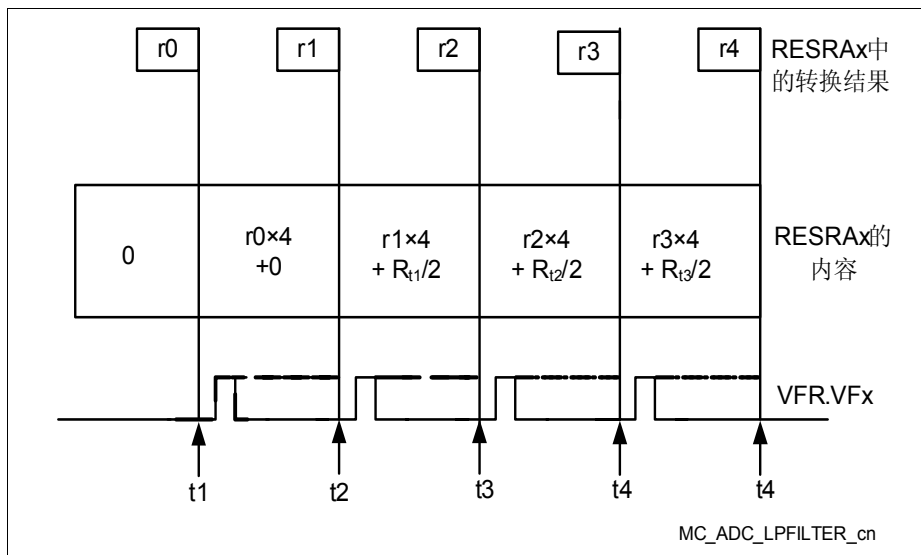 r0 r1 r2 r3 r4 RESRAx中
的转换结果
0 r0×4 r1×4 r2×4 r3×4 RESRAx的
+0 + Rt1/2 + Rt2/2 + Rt3/2 内容
VFR.VFx
t1 t2 t3 t4 t4
MC_ADC_LPFILTER_cn